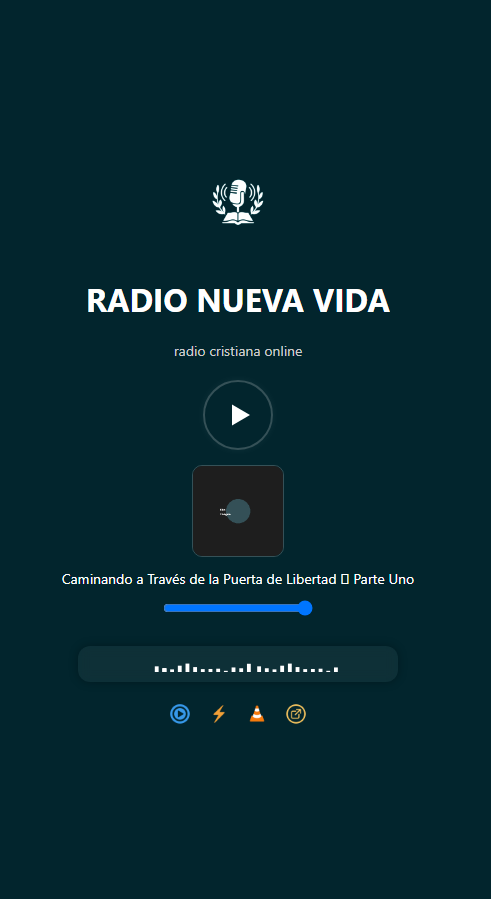 RADIO NUEVA VIDA
radio cristiana online
Caminando a Través de la Puerta de Libertad ▯ Parte Uno